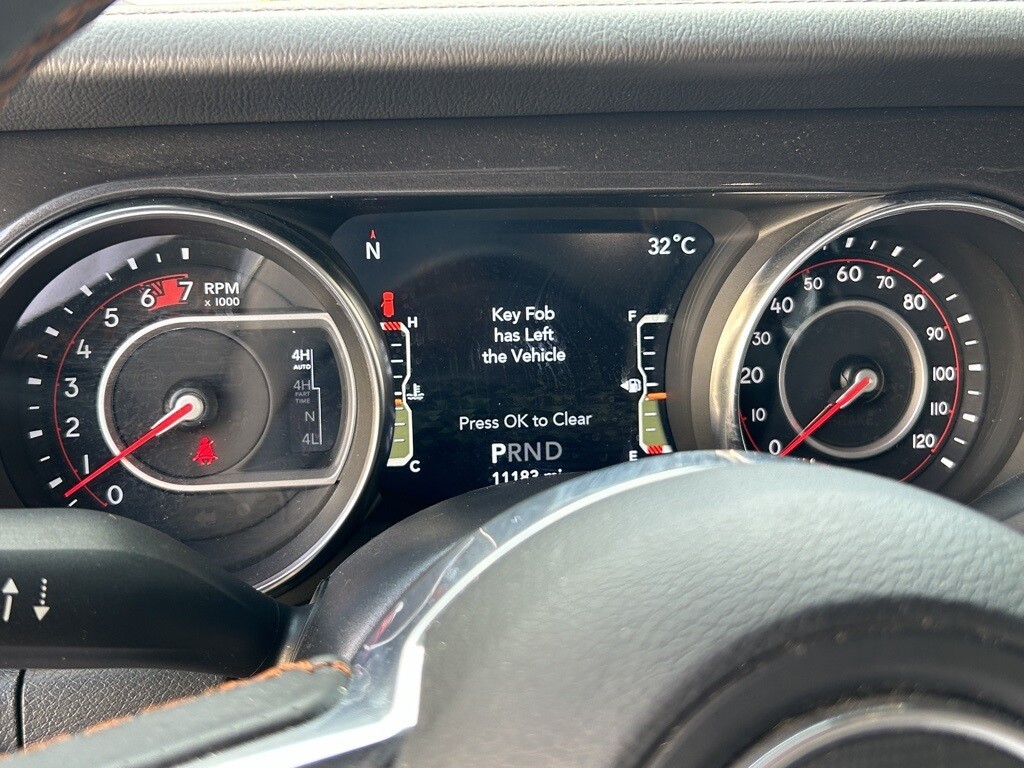 N
32°C
6 7
RPM
x 1000
5
4
3
2
1
0
4H
AUTO
4H
PART
TIME
N
4L
H
C
Key Fob
has Left
the Vehicle
Press OK to Clear
PRND
11183 mi
F
E
0
10
20
30
40
50
60
70
80
90
100
110
120